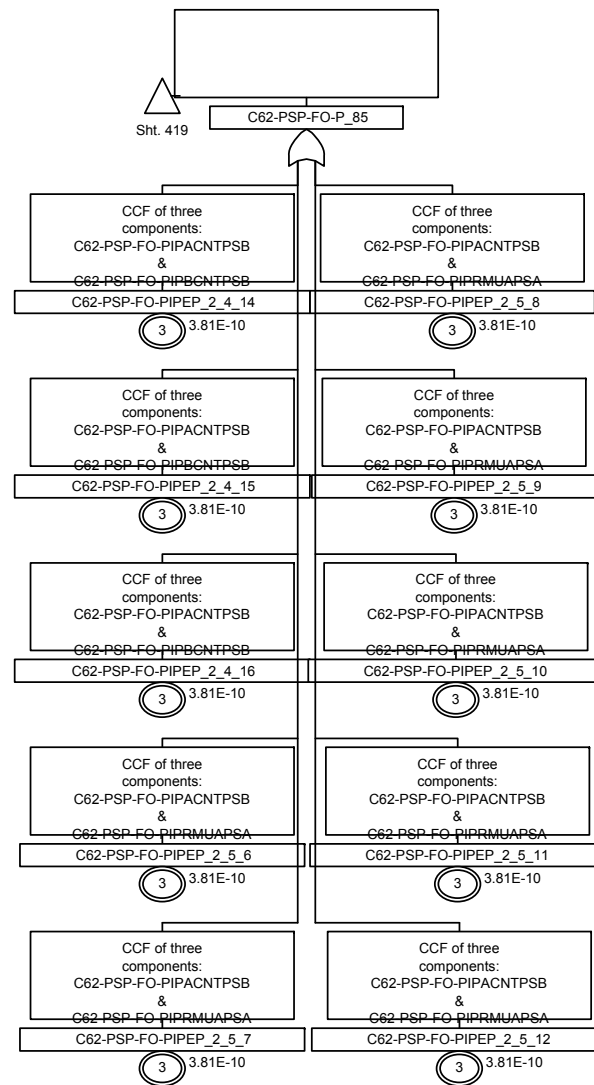 Sht. 419
C62-PSP-FO-P_85
CCF of three
components:
C62-PSP-FO-PIPACNTPSB
&
C62-PSP-FO-PIPBCNTPSB
C62-PSP-FO-PIPEP_2_4_14
3
3.81E-10
CCF of three
components:
C62-PSP-FO-PIPACNTPSB
&
C62-PSP-FO-PIPRMUAPSA
C62-PSP-FO-PIPEP_2_5_8
3
3.81E-10
CCF of three
components:
C62-PSP-FO-PIPACNTPSB
&
C62-PSP-FO-PIPBCNTPSB
C62-PSP-FO-PIPEP_2_4_15
3
3.81E-10
CCF of three
components:
C62-PSP-FO-PIPACNTPSB
&
C62-PSP-FO-PIPRMUAPSA
C62-PSP-FO-PIPEP_2_5_9
3
3.81E-10
CCF of three
components:
C62-PSP-FO-PIPACNTPSB
&
C62-PSP-FO-PIPBCNTPSB
C62-PSP-FO-PIPEP_2_4_16
3
3.81E-10
CCF of three
components:
C62-PSP-FO-PIPACNTPSB
&
C62-PSP-FO-PIPRMUAPSA
C62-PSP-FO-PIPEP_2_5_10
3
3.81E-10
CCF of three
components:
C62-PSP-FO-PIPACNTPSB
&
C62-PSP-FO-PIPRMUAPSA
C62-PSP-FO-PIPEP_2_5_6
3
3.81E-10
CCF of three
components:
C62-PSP-FO-PIPACNTPSB
&
C62-PSP-FO-PIPRMUAPSA
C62-PSP-FO-PIPEP_2_5_11
3
3.81E-10
CCF of three
components:
C62-PSP-FO-PIPACNTPSB
&
C62-PSP-FO-PIPRMUAPSA
C62-PSP-FO-PIPEP_2_5_7
3
3.81E-10
CCF of three
components:
C62-PSP-FO-PIPACNTPSB
&
C62-PSP-FO-PIPRMUAPSA
C62-PSP-FO-PIPEP_2_5_12
3
3.81E-10